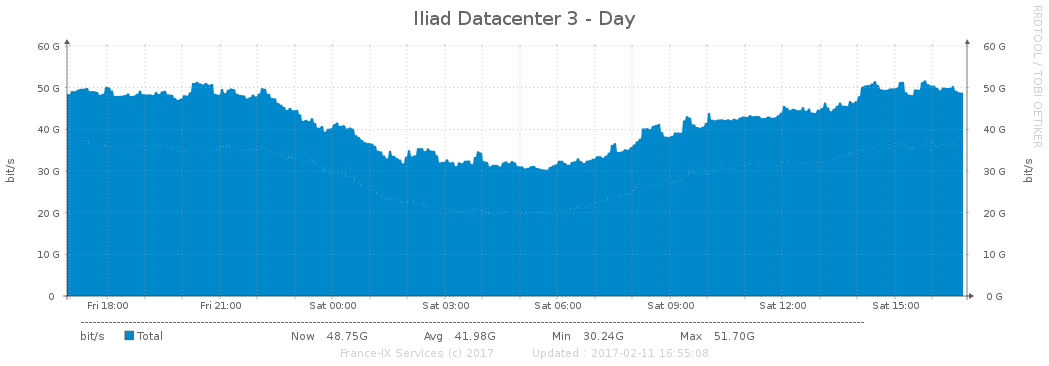 Iliad Datacenter 3 - Day
RRDTOOL / TOBI OETIKER
bit/s
60 G
50 G
40 G
30 G
20 G
10 G
0
60 G
50 G
40 G
30 G
20 G
10 G
0 G
bit/s
Fri 18:00 Fri 21:00 Sat 00:00 Sat 03:00 Sat 06:00 Sat 09:00 Sat 12:00 Sat 15:00
bit/s Total Now 48.75G Avg 41.98G Min 30.24G Max 51.70G
France-IX Services (c) 2017 Updated : 2017-02-11 16:55:08